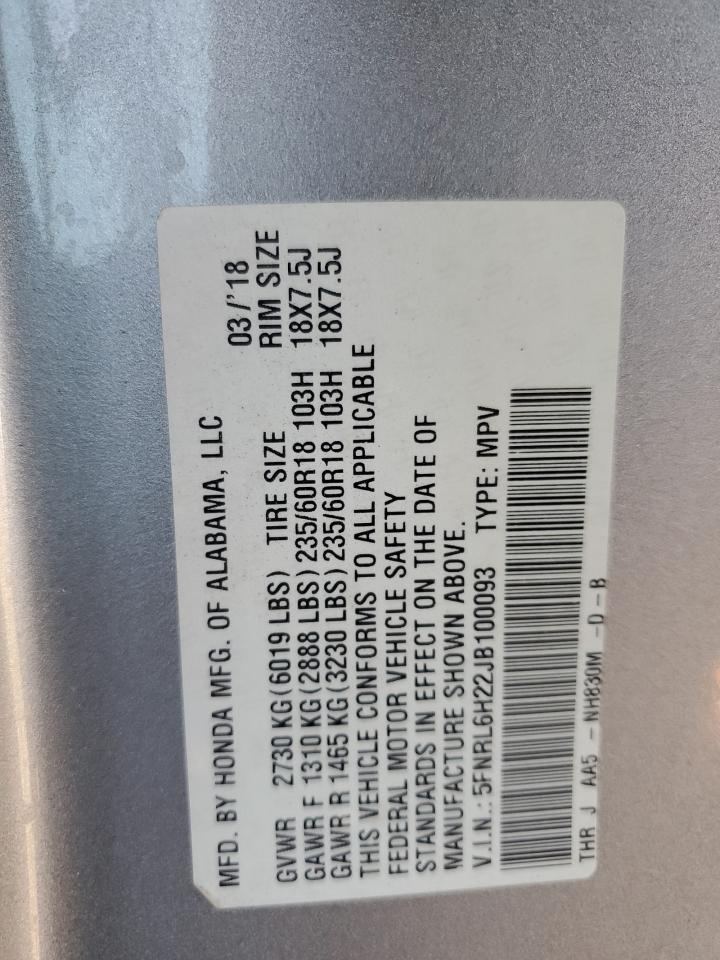 MFD. BY HONDA MFG. OF ALABAMA, LLC 03/'18
GVWR 2730 KG(6019 LBS) TIRE SIZE RIM SIZE
GAWR F 1310 KG(2888 LBS) 235/60R18 103H 18X7.5J
GAWR R 1465 KG(3230 LBS) 235/60R18 103H 18X7.5J
THIS VEHICLE CONFORMS TO ALL APPLICABLE
FEDERAL MOTOR VEHICLE SAFETY
STANDARDS IN EFFECT ON THE DATE OF
MANUFACTURE SHOWN ABOVE.
V.I.N.: 5FNRL6H22JB100093 TYPE: MPV
THR J AA5 - NH830M - D - B